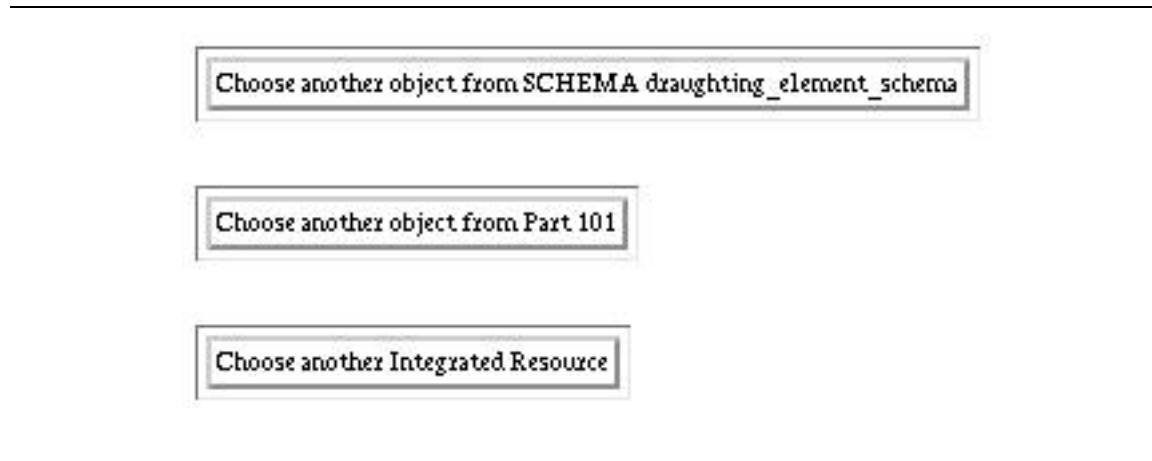 Choose another object from SCHEMA draughting_element_schema
Choose another object from Part 101
Choose another Integrated Resource